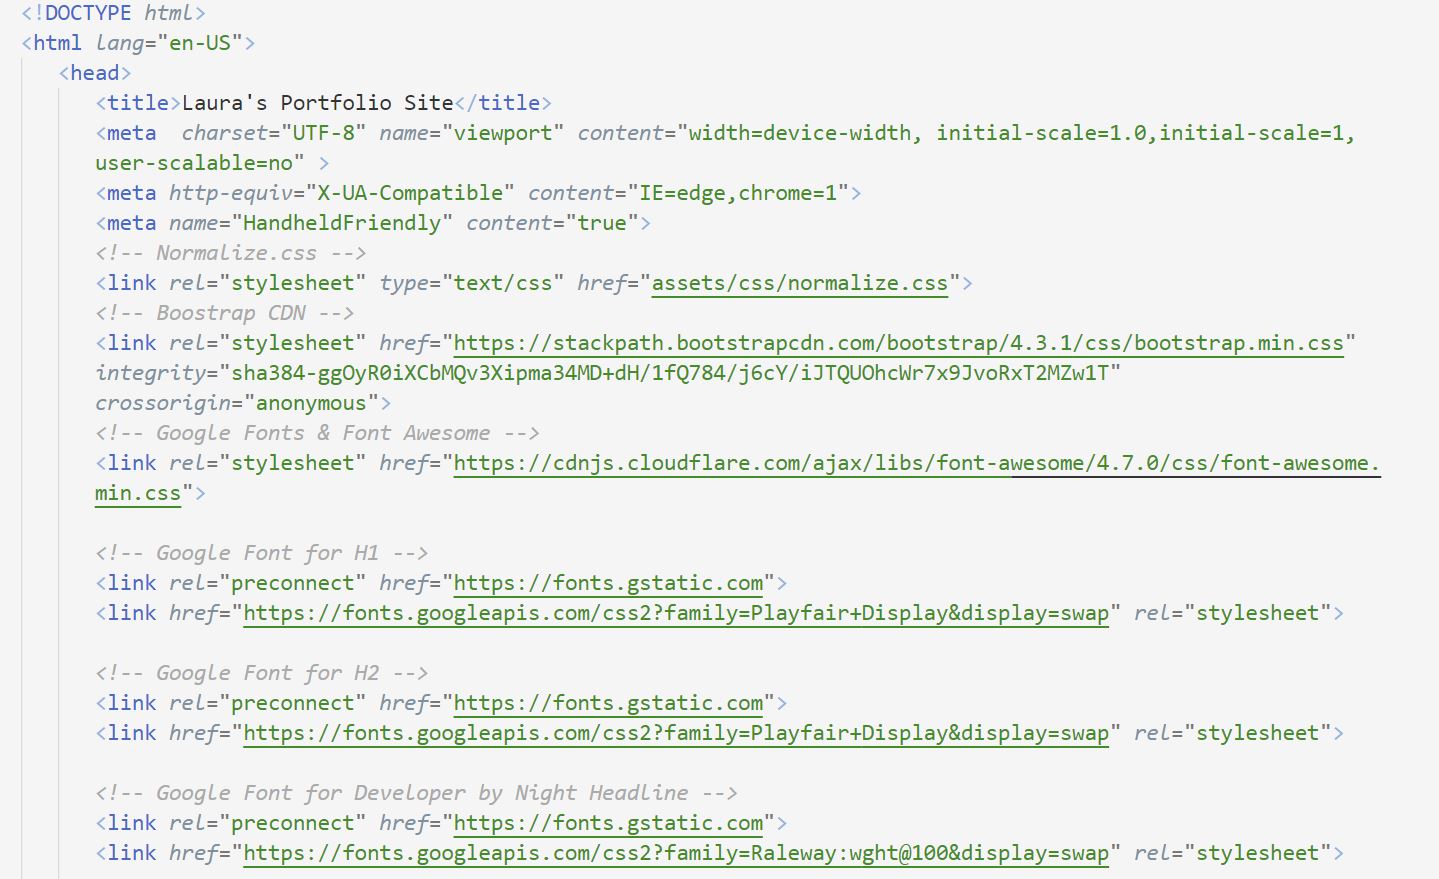 <!DOCTYPE html>
<html lang="en-US">
<head>
<title>Laura's Portfolio Site</title>
<meta  charset="UTF-8" name="viewport" content="width=device-width, initial-scale=1.0,initial-scale=1,
user-scalable=no" >
<meta http-equiv="X-UA-Compatible" content="IE=edge,chrome=1">
<meta name="HandheldFriendly" content="true">
<!-- Normalize.css -->
<link rel="stylesheet" type="text/css" href="assets/css/normalize.css">
<!-- Boostrap CDN -->
<link rel="stylesheet" href="https://stackpath.bootstrapcdn.com/bootstrap/4.3.1/css/bootstrap.min.css"
integrity="sha384-ggOyR0iXCbMQv3Xipma34MD+dH/1fQ784/j6cY/iJTQUOhcWr7x9JvoRxT2MZw1T"
crossorigin="anonymous">
<!-- Google Fonts & Font Awesome -->
<link rel="stylesheet" href="https://cdnjs.cloudflare.com/ajax/libs/font-awesome/4.7.0/css/font-awesome.
min.css">
<!-- Google Font for H1 -->
<link rel="preconnect" href="https://fonts.gstatic.com">
<link href="https://fonts.googleapis.com/css2?family=Playfair+Display&display=swap" rel="stylesheet">
<!-- Google Font for H2 -->
<link rel="preconnect" href="https://fonts.gstatic.com">
<link href="https://fonts.googleapis.com/css2?family=Playfair+Display&display=swap" rel="stylesheet">
<!-- Google Font for Developer by Night Headline -->
<link rel="preconnect" href="https://fonts.gstatic.com">
<link href="https://fonts.googleapis.com/css2?family=Raleway:wght@100&display=swap" rel="stylesheet">